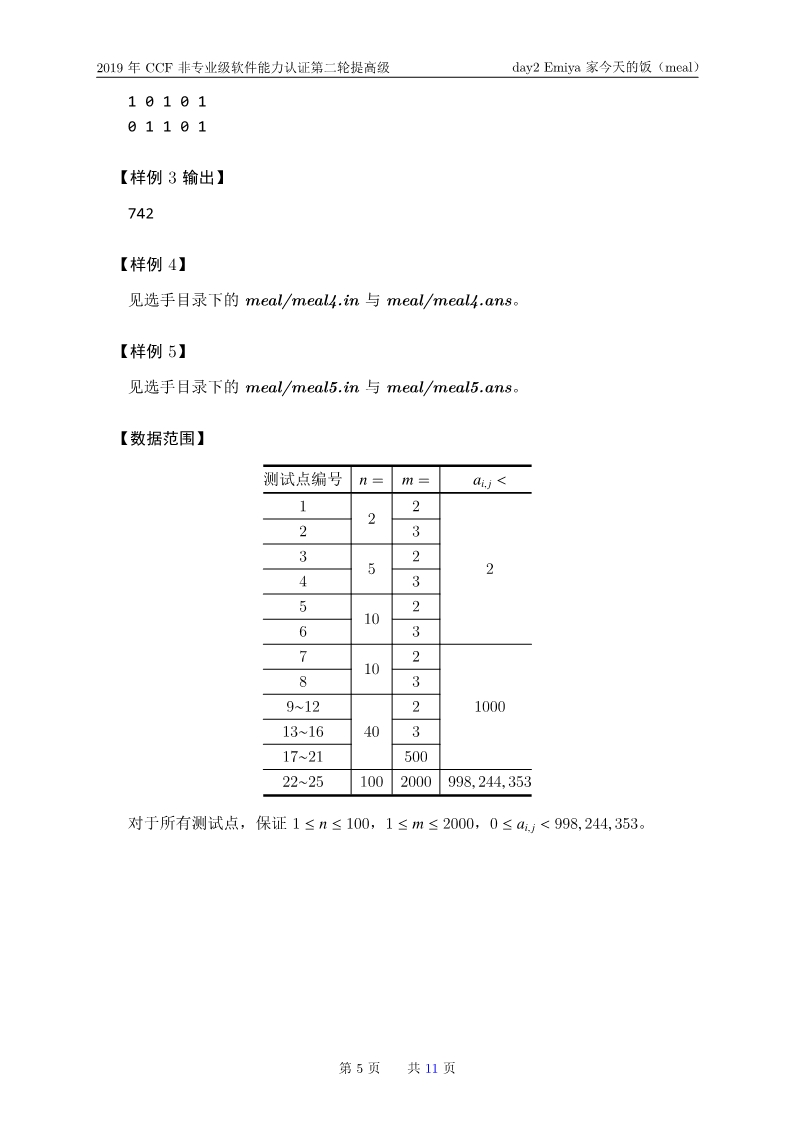 2019 年 CCF 非专业级软件能力认证第二轮提高级 day2 Emiya 家今天的饭（meal）
1 0 1 0 1
0 1 1 0 1
【样例 3 输出】
742
【样例 4】
见选手目录下的 meal/meal4.in 与 meal/meal4.ans。
【样例 5】
见选手目录下的 meal/meal5.in 与 meal/meal5.ans。
【数据范围】
测试点编号 n = m = ai,j <
1 2 2 2
2 3
3 5 2
4 3
5 10 2
6 3
7 10 2 1000
8 3
9~12 40 2
13~16 3
17~21 500
22~25 100 2000 998, 244, 353
对于所有测试点，保证 1 ≤ n ≤ 100，1 ≤ m ≤ 2000，0 ≤ ai,j < 998, 244, 353。
第 5 页 共 11 页